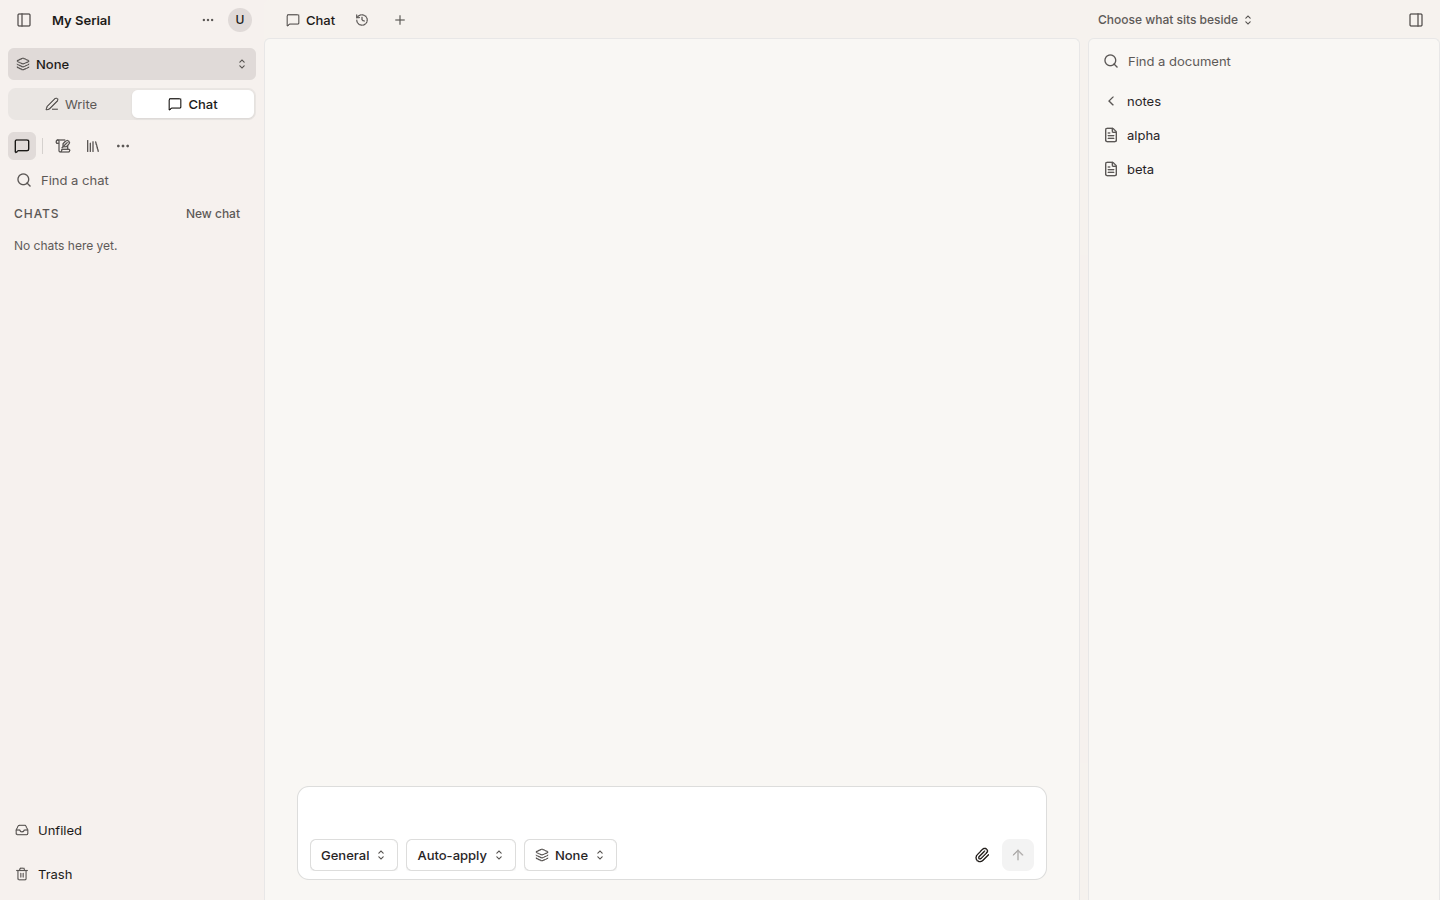 My Serial
U
None
Write
Chat
Find a chat
CHATS
New chat
No chats here yet.
Unfiled
Trash
Chat
General
Auto-apply
None
Choose what sits beside
Find a document
notes
alpha
beta